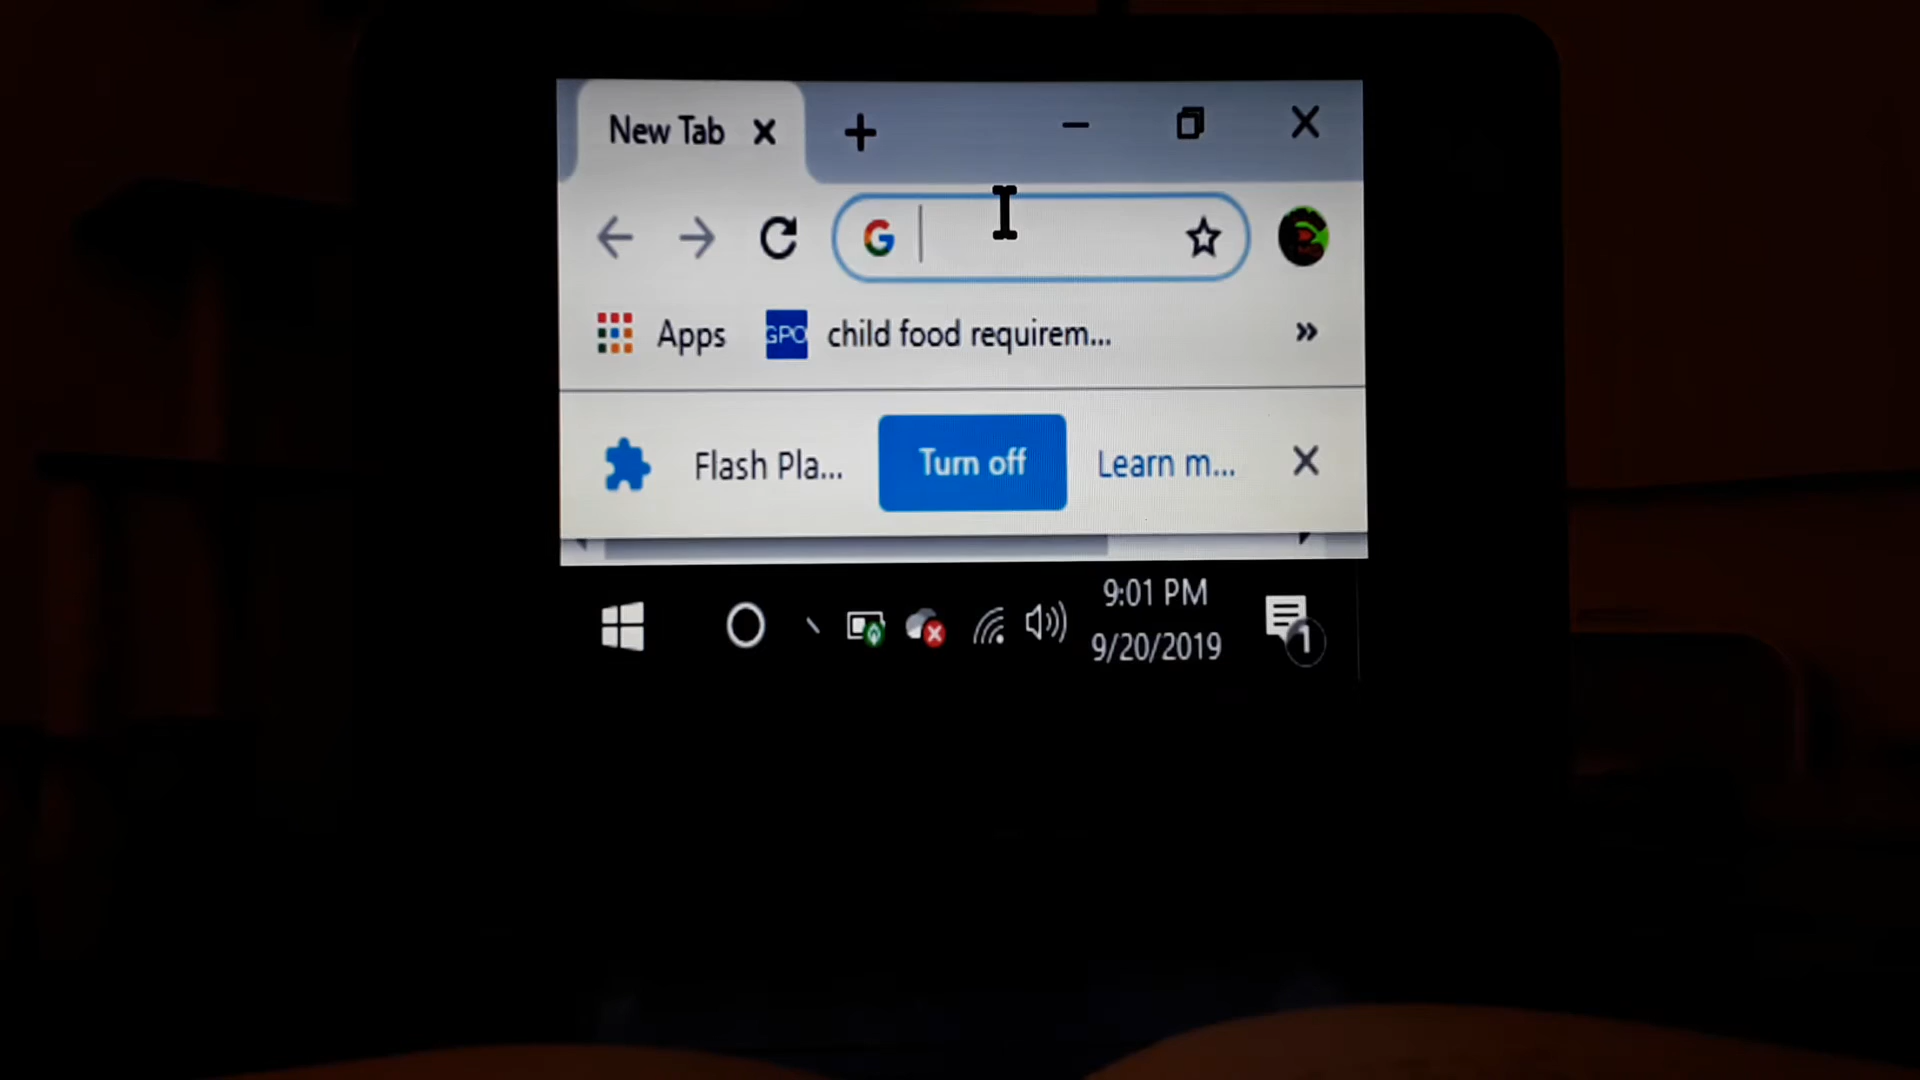 New Tab
G
Apps GPO child food requirem...
Flash Pla... Turn off Learn m...
9:01 PM
9/20/2019
1